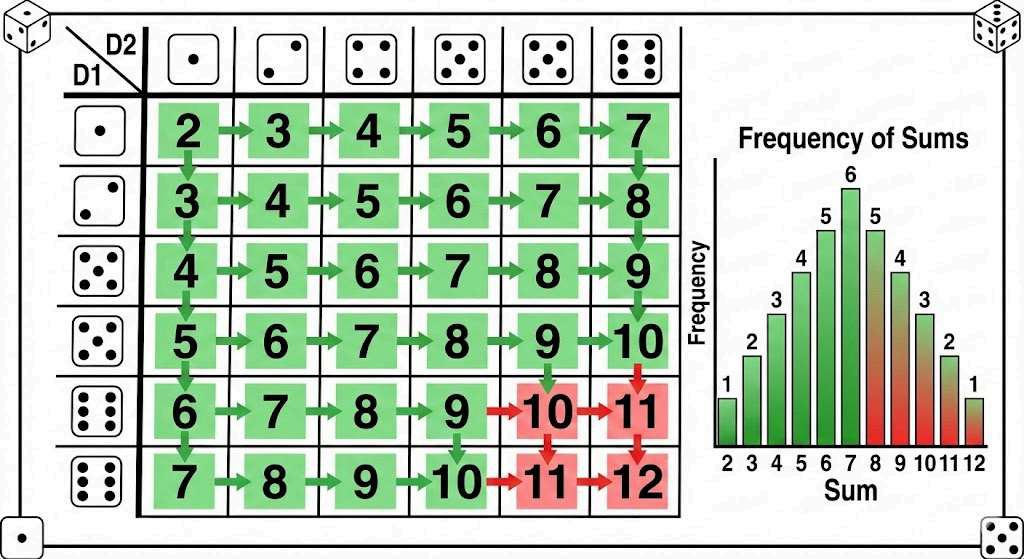 D2
D1
2 3 4 5 6 7
3 4 5 6 7 8
4 5 6 7 8 9
5 6 7 8 9 10
6 7 8 9 10 11
7 8 9 10 11 12
Frequency of Sums
Frequency
1 2 3 4 5 6 5 4 3 2 1
2 3 4 5 6 7 8 9 10 11 12
Sum